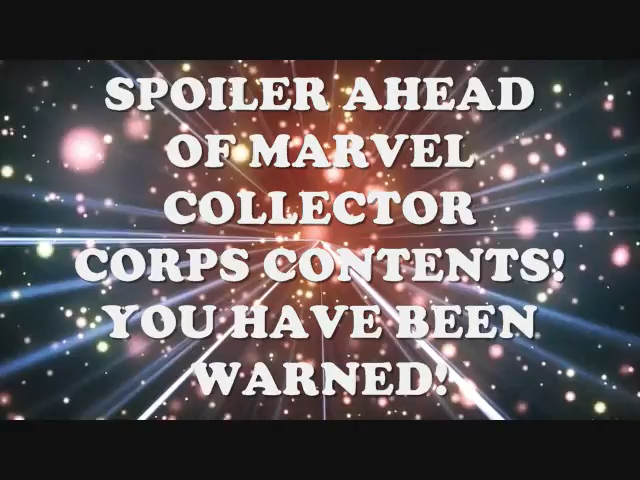 SPOILER AHEAD
OF MARVEL
COLLECTOR
CORPS CONTENTS!
YOU HAVE BEEN
WARNED!